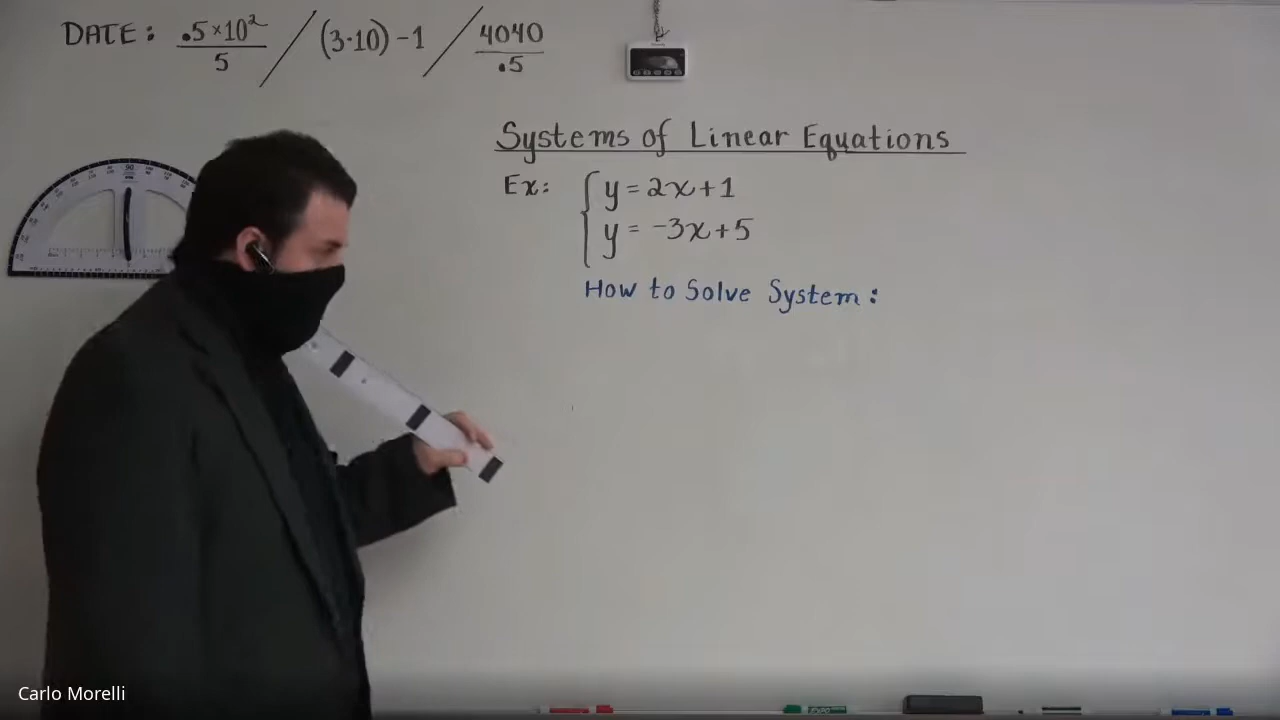 DATE: .5×10² / 5 / (3·10) -1 / 4040 / .5
Systems of Linear Equations
Ex: { y = 2x+1
y = -3x+5
How to Solve System:
Carlo Morelli